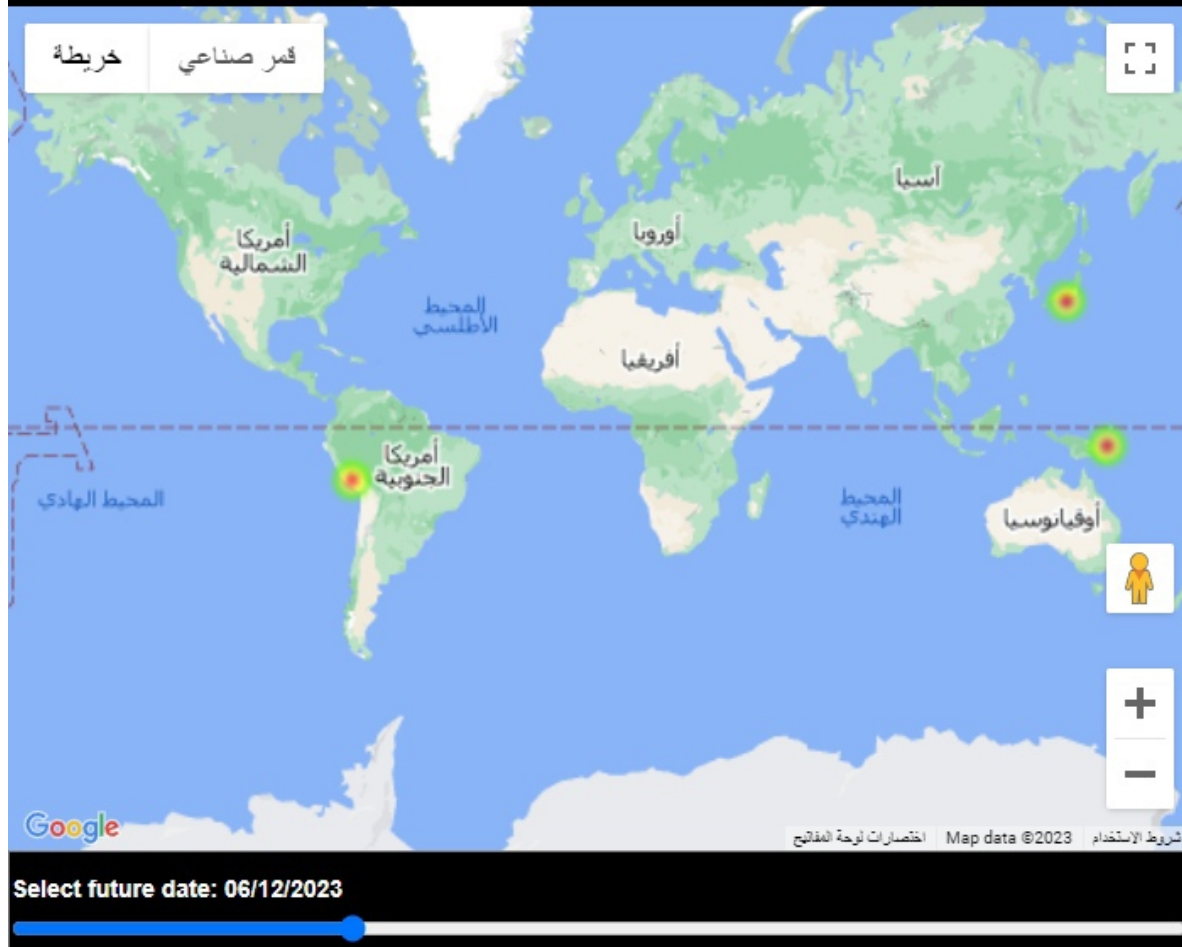 خريطة
قمر صناعي
آسيا
أوروبا
أمريكا
الشمالية
المحيط
الأطلسي
أفريقيا
أمريكا
الجنوبية
المحيط الهادي
المحيط
الهندي
أوقيانوسيا
Google
اختصارات لوحة المفاتيح
Map data ©2023
شروط الاستخدام
Select future date: 06/12/2023